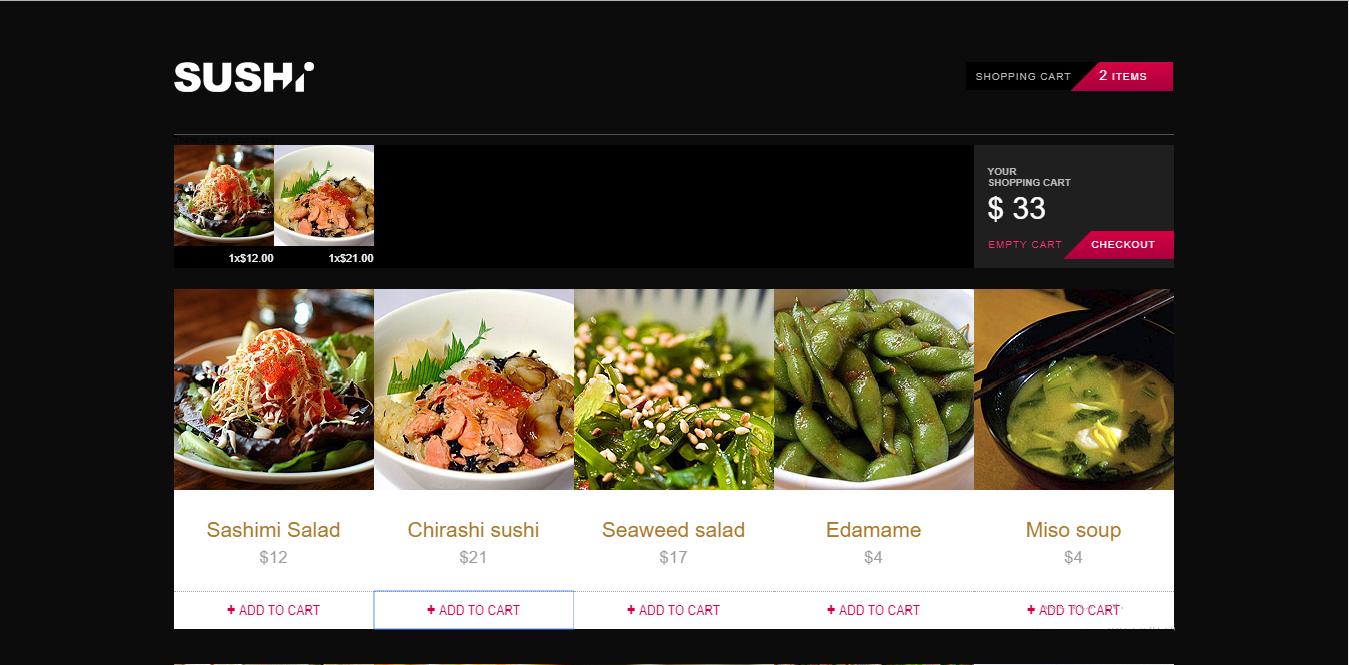 SUSHi
SHOPPING CART 2 ITEMS
YOUR
SHOPPING CART
$ 33
EMPTY CART CHECKOUT
1x$12.00 1x$21.00
Sashimi Salad Chirashi sushi Seaweed salad Edamame Miso soup
$12 $21 $17 $4 $4
+ ADD TO CART + ADD TO CART + ADD TO CART + ADD TO CART + ADD TO CART